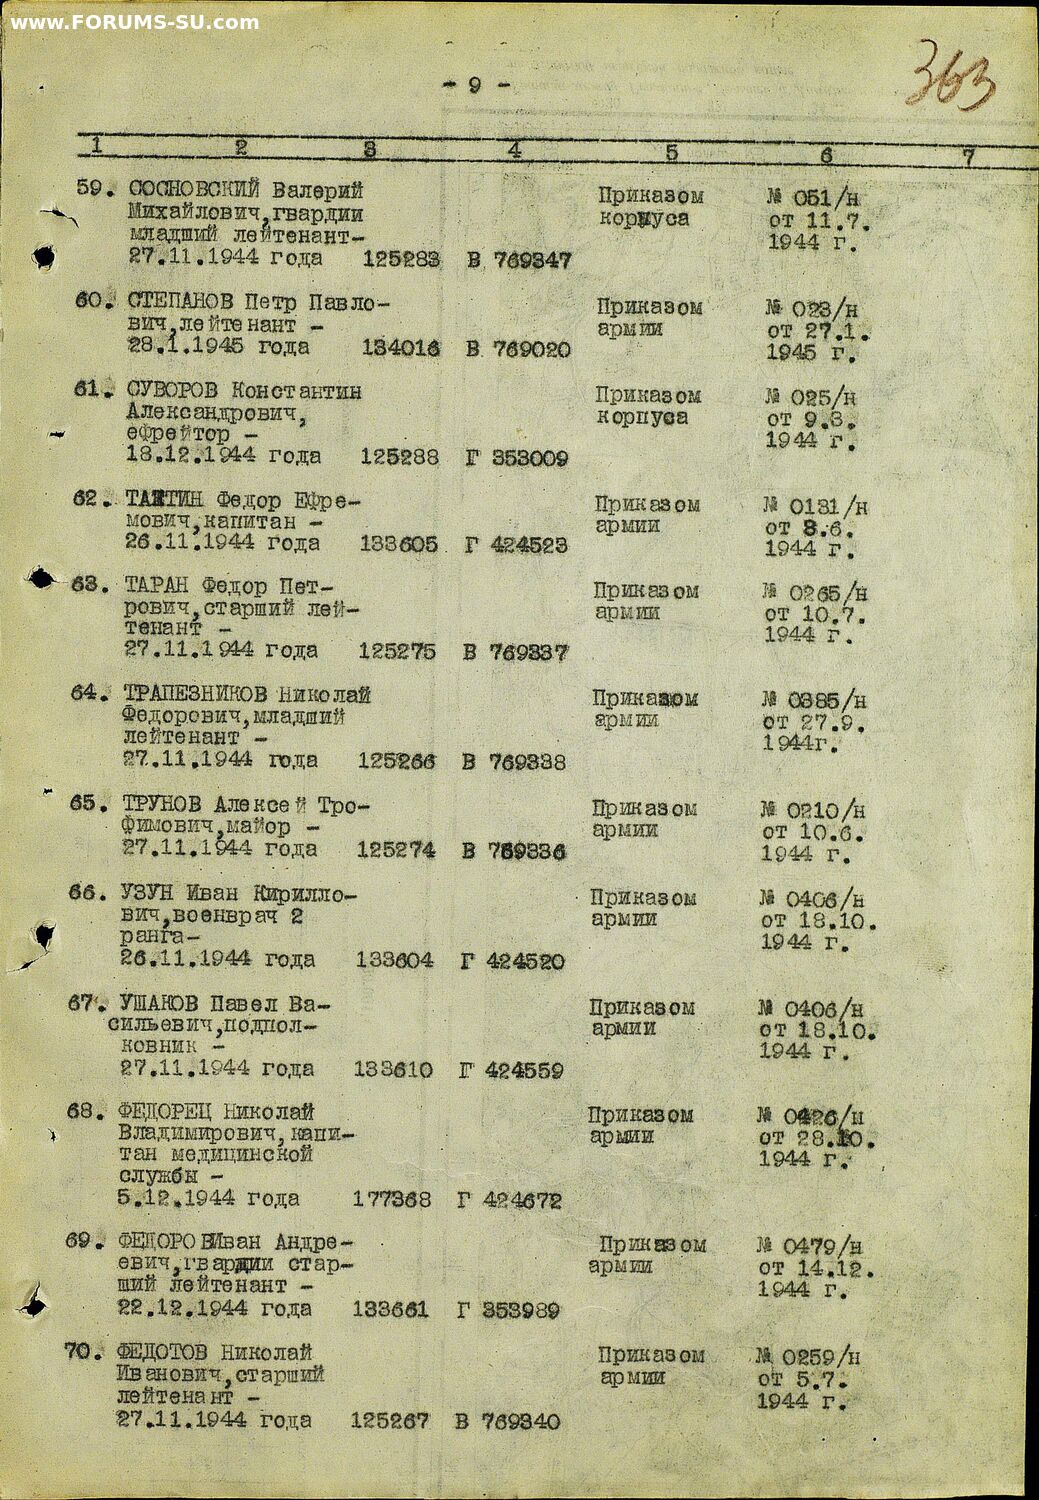 www.FORUMS-SU.com
363
- 9 -
1 2 3 4 5 6 7
59. СОСНОВСКИЙ Валерий Приказом № 051/н
Михайлович,гвардии корпуса от 11.7.
младший лейтенант- 1944 г.
27.11.1944 года 125283 В 769347
60. СТЕПАНОВ Петр Павло- Приказом № 023/н
вич,лейтенант - армии от 27.1.
28.1.1945 года 134016 В 769020 1945 г.
61. СУВОРОВ Константин Приказом № 025/н
Александрович, корпуса от 9.8.
ефрейтор - 1944 г.
18.12.1944 года 125288 Г 353009
62. Федор Ефре- Приказом № 0131/н
мович,капитан - армии от 8.6.
26.11.1944 года 133605 Г 424523 1944 г.
63. ТАРАН Федор Пет- Приказом № 0265/н
рович,старший лей- армии от 10.7.
тенант - 1944 г.
27.11.1944 года 125275 В 769337
64. ТРАПЕЗНИКОВ Николай Приказом № 0385/н
Федорович,младший армии от 27.9.
лейтенант - 1944г.
27.11.1944 года 125266 В 769338
65. ТРУНОВ Алексей Тро- Приказом № 0210/н
фимович,майор - армии от 10.6.
27.11.1944 года 125274 В 769336 1944 г.
66. УЗУН Иван Кирилло- Приказом № 0406/н
вич,военврач 2 армии от 18.10.
ранга- 1944 г.
26.11.1944 года 133604 Г 424520
67. УШАКОВ Павел Ва- Приказом № 0406/н
сильевич,подпол- армии от 18.10.
ковник - 1944 г.
27.11.1944 года 133610 Г 424559
68. ФЕДОРЕЦ Николай Приказом № 0426/н
Владимирович,капи- армии от 28.10.
тан медицинской 1944 г.
службы -
5.12.1944 года 177368 Г 424672
69. ФЕДОРОВ Иван Андре- Приказом № 0479/н
евич,гвардии стар- армии от 14.12.
ший лейтенант - 1944 г.
22.12.1944 года 133661 Г 353989
70. ФЕДОТОВ Николай Приказом № 0259/н
Иванович,старший армии от 5.7.
лейтенант - 1944 г.
27.11.1944 года 125267 В 769340